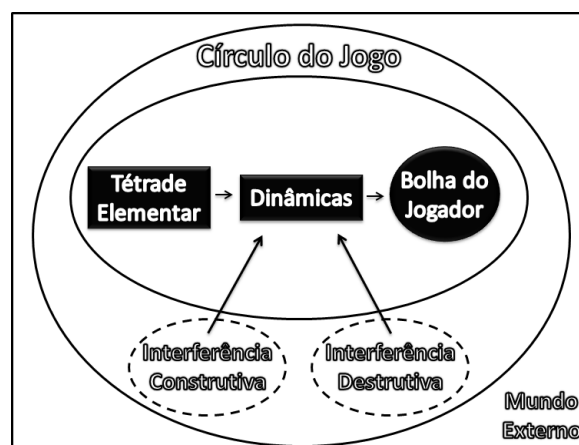 Círculo do Jogo
Tétrade
Elementar
Dinâmicas
Bolha do
Jogador
Interferência
Construtiva
Interferência
Destrutiva
Mundo
Externo